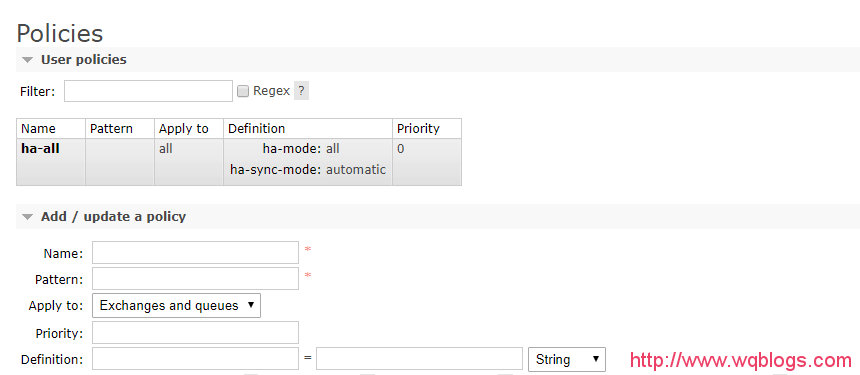 Policies
User policies
Filter: Regex ?
Name Pattern Apply to Definition Priority
ha-all all ha-mode: all 0
ha-sync-mode: automatic
Add / update a policy
Name: *
Pattern: *
Apply to: Exchanges and queues
Priority:
Definition: = String
http://www.wqblogs.com